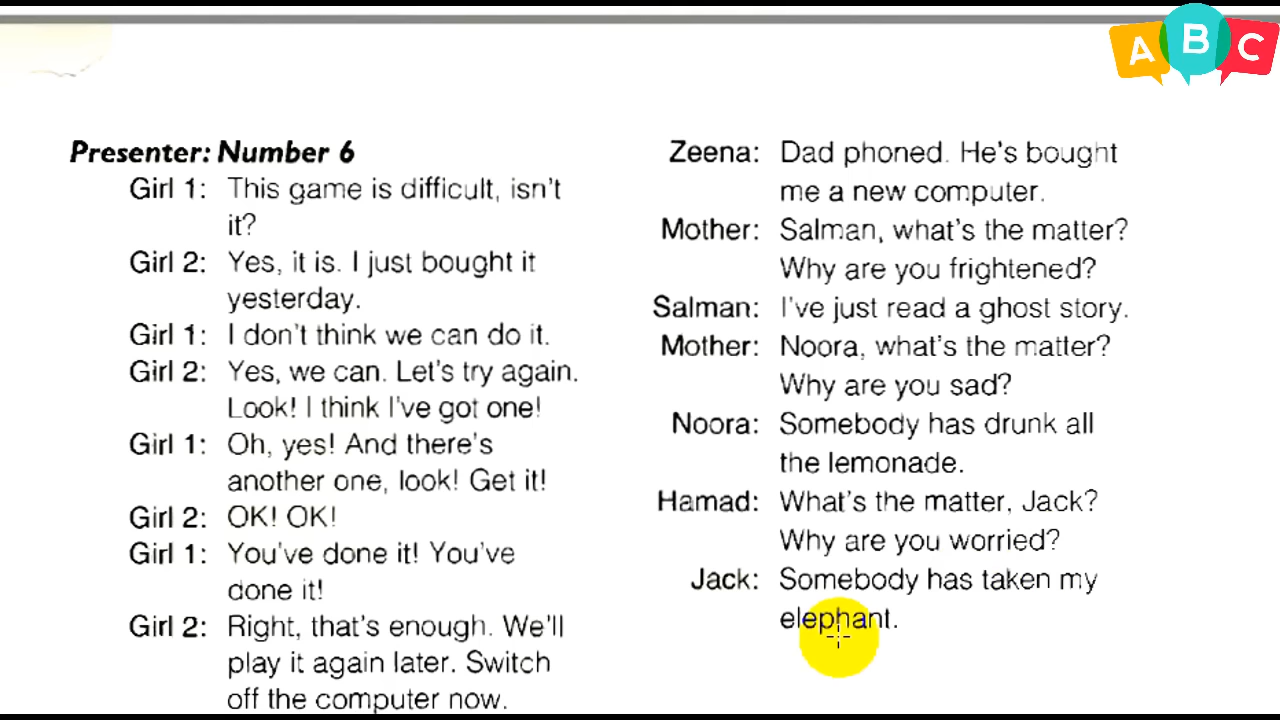 A B C
Presenter: Number 6
Girl 1: This game is difficult, isn't
it?
Girl 2: Yes, it is. I just bought it
yesterday.
Girl 1: I don't think we can do it.
Girl 2: Yes, we can. Let's try again.
Look! I think I've got one!
Girl 1: Oh, yes! And there's
another one, look! Get it!
Girl 2: OK! OK!
Girl 1: You've done it! You've
done it!
Girl 2: Right, that's enough. We'll
play it again later. Switch
off the computer now.
Zeena: Dad phoned. He's bought
me a new computer.
Mother: Salman, what's the matter?
Why are you frightened?
Salman: I've just read a ghost story.
Mother: Noora, what's the matter?
Why are you sad?
Noora: Somebody has drunk all
the lemonade.
Hamad: What's the matter, Jack?
Why are you worried?
Jack: Somebody has taken my
elephant.